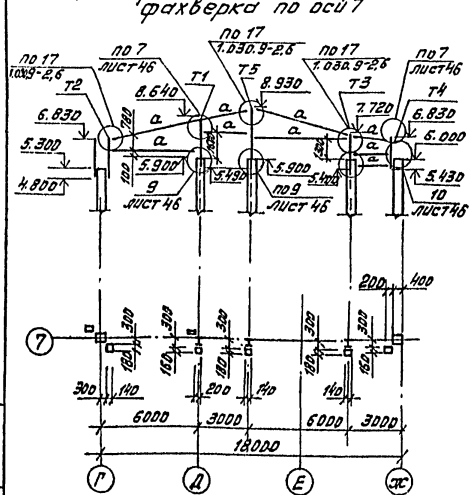 фахверка по оси 7
по 17
1.030.9-2,6
Т2
по 7
лист 46
Т1
по 17
1.030.9-2,6
Т5
по 17
1.030.9-2,6
Т3
по 7
лист 46
Т4
8.640
8.930
7.720
6.830
6.830
6.000
5.300
4.800
780
100
а
а
а
а
а
а
а
5.900
5.490
5.900
5.400
5.430
9
лист 46
по 9
лист 46
10
лист 46
200
400
7
300
180
300
160
300
180
300
180
300
160
300
140
200
140
140
6000
3000
6000
3000
18000
Г
Д
Е
Ж